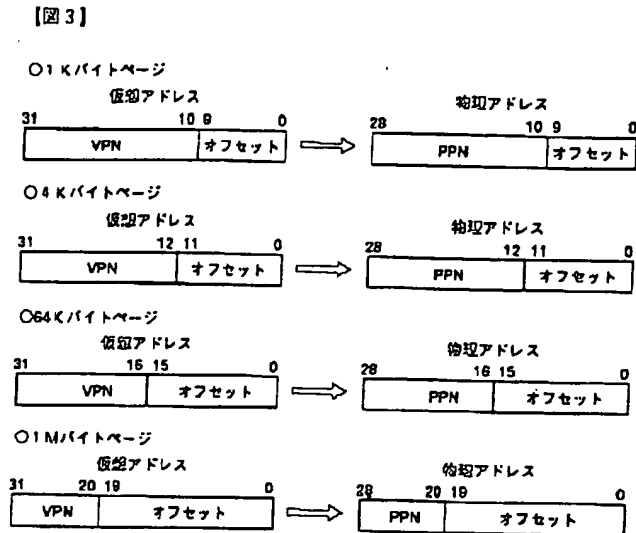 【図3】
○1Kバイトページ
仮想アドレス 物理アドレス
31 10 9 0 28 10 9 0
VPN オフセット PPN オフセット
○4Kバイトページ
仮想アドレス 物理アドレス
31 12 11 0 28 12 11 0
VPN オフセット PPN オフセット
○64Kバイトページ
仮想アドレス 物理アドレス
31 16 15 0 28 16 15 0
VPN オフセット PPN オフセット
○1Mバイトページ
仮想アドレス 物理アドレス
31 20 19 0 28 20 19 0
VPN オフセット PPN オフセット